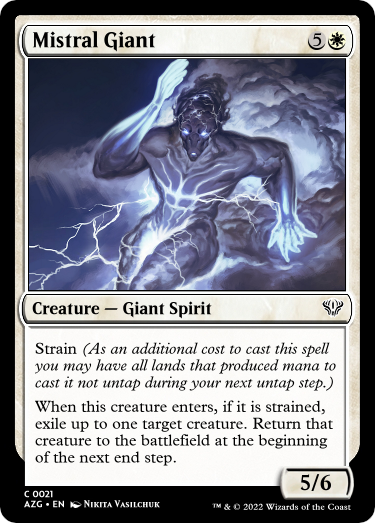 Mistral Giant 5
Creature — Giant Spirit
Strain (As an additional cost to cast this spell
you may have all lands that produced mana to
cast it not untap during your next untap step.)
When this creature enters, if it is strained,
exile up to one target creature. Return that
creature to the battlefield at the beginning
of the next end step.
5/6
C 0021
AZG • EN Nikita Vasilchuk
™ & © 2022 Wizards of the Coast